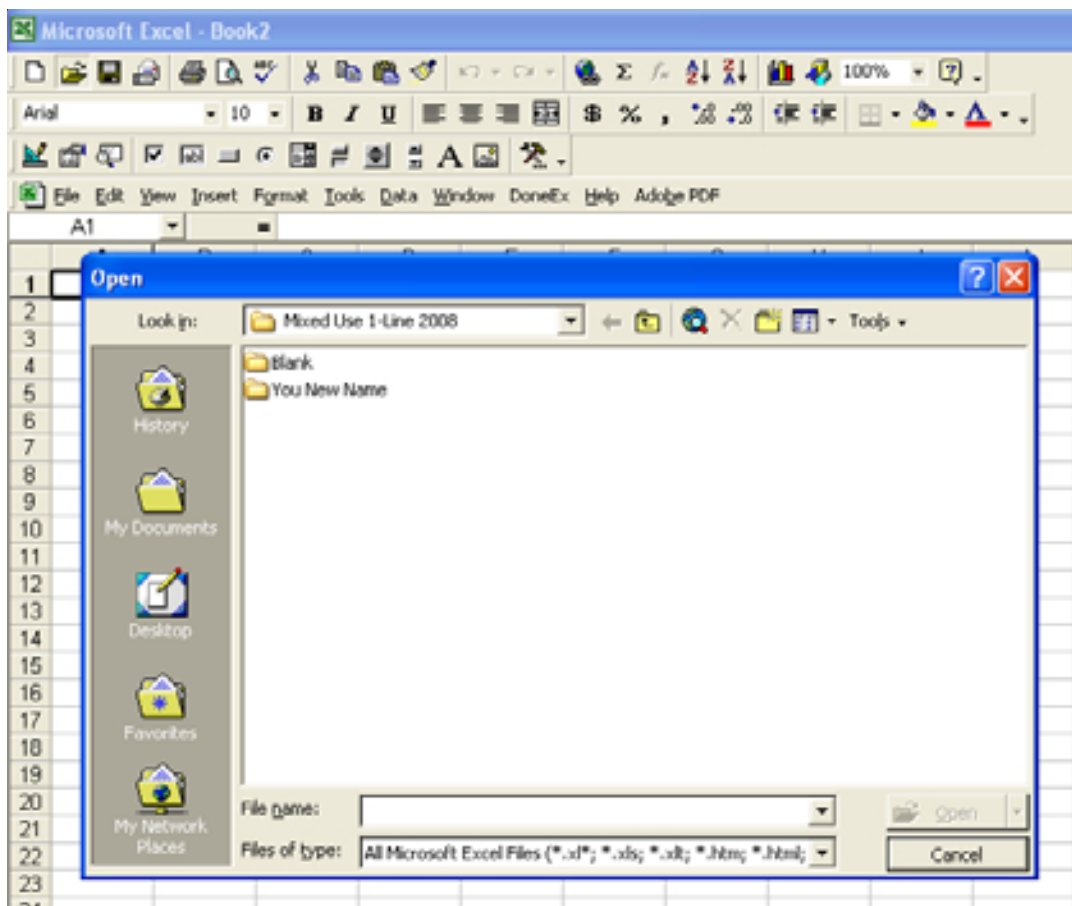 Microsoft Excel - Book2
100%
Arial 10 B I U $ % ,
ab| A
File Edit View Insert Format Tools Data Window DoneEx Help Adobe PDF
A1 =
Open
1
Look in: Mixed Use 1-Line 2008 Tools
2
3
Blank
4
You New Name
5
History
6
7
8
9
My Documents
10
11
12
13
Desktop
14
15
16
17
Favorites
18
19
20
File name: Open
21
My Network Places
22
Files of type: All Microsoft Excel Files (*.xl*; *.xls; *.xlt; *.htm; *.html; Cancel
23